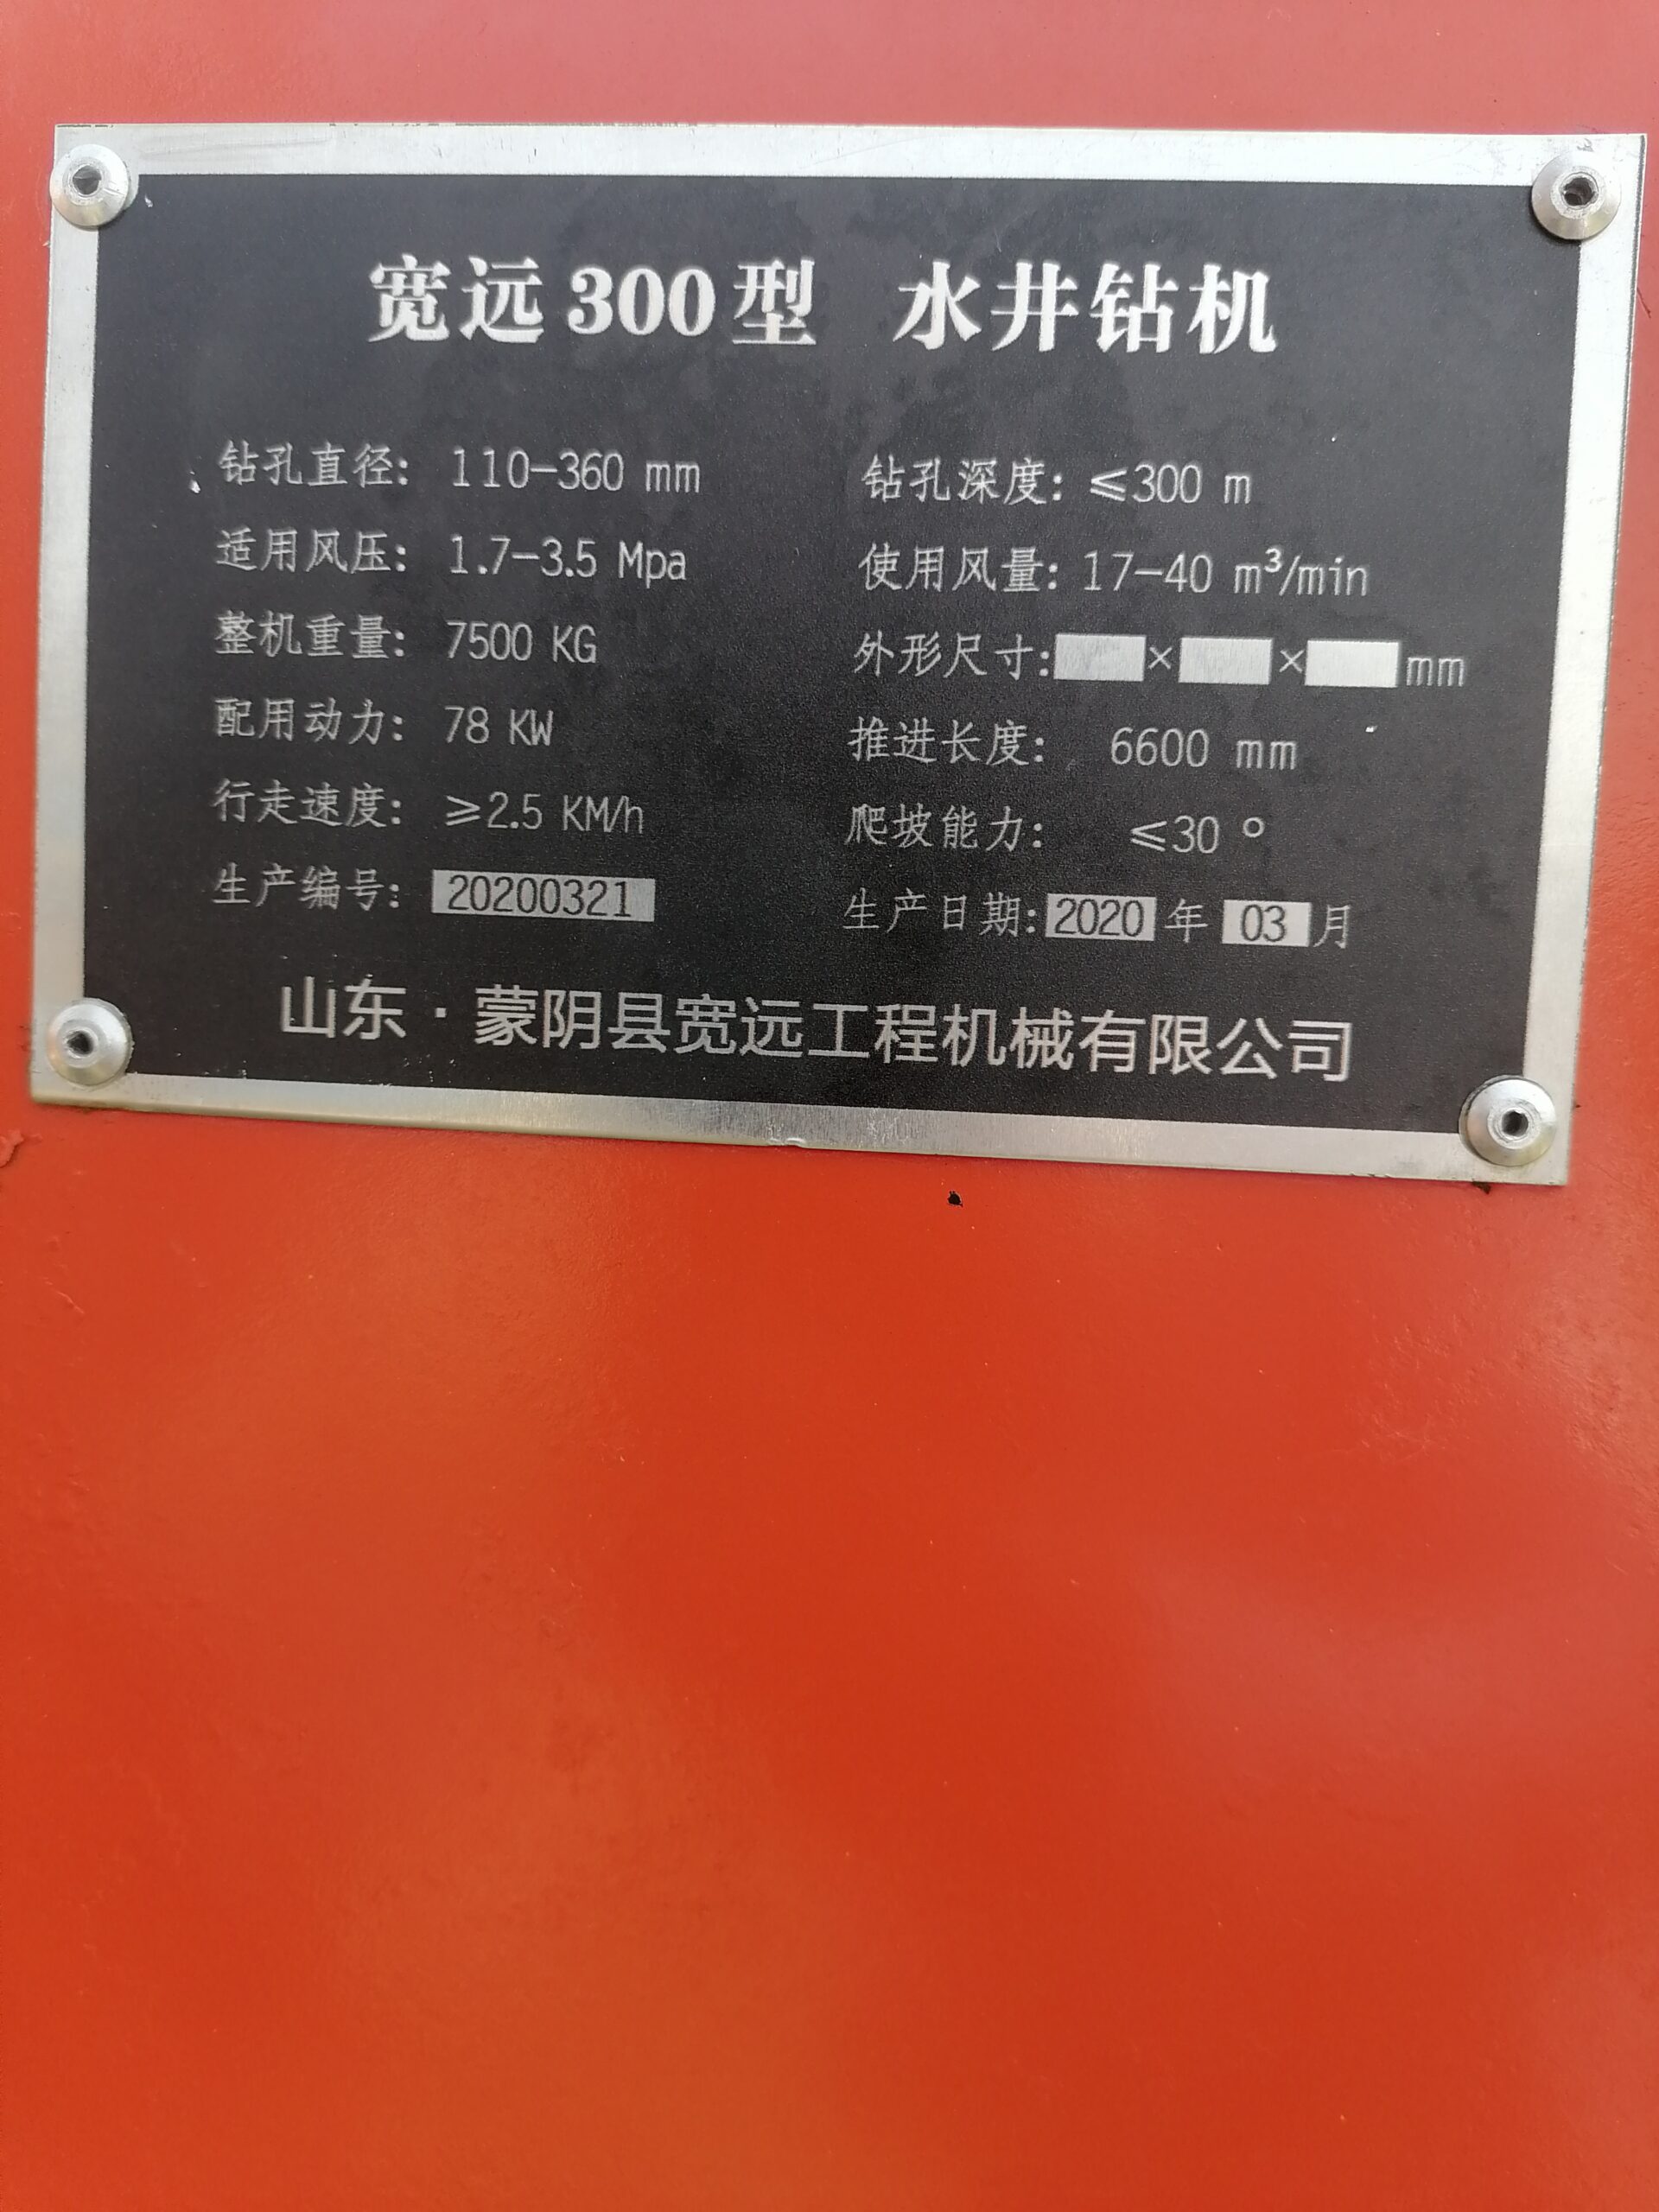 宽远300型 水井钻机
钻孔直径: 110-360 mm 钻孔深度: ≤300 m
适用风压: 1.7-3.5 Mpa 使用风量: 17-40 m³/min
整机重量: 7500 KG 外形尺寸: × × mm
配用动力: 78 KW 推进长度: 6600 mm
行走速度: ≥2.5 KM/h 爬坡能力: ≤30 °
生产编号: 20200321 生产日期: 2020 年 03 月
山东·蒙阴县宽远工程机械有限公司